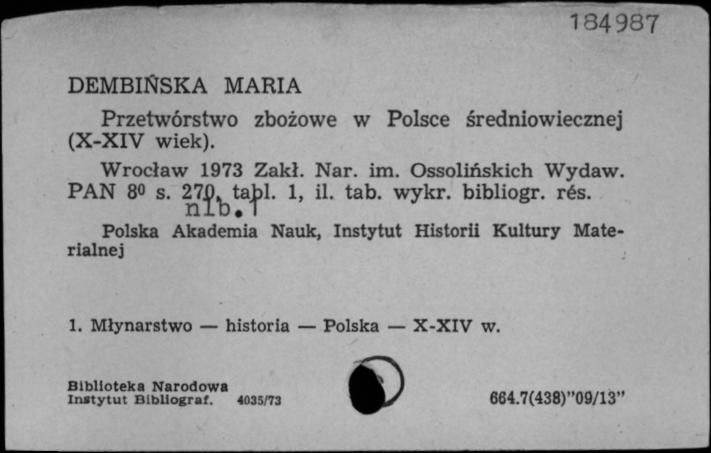 184987
DEMBIŃSKA MARIA
Przetwórstwo zbożowe w Polsce średniowiecznej
(X-XIV wiek).
Wrocław 1973 Zakł. Nar. im. Ossolińskich Wydaw.
PAN 8⁰ s. 270, tabl. 1, il. tab. wykr. bibliogr. rés.
nlb.
Polska Akademia Nauk, Instytut Historii Kultury Mate-
rialnej
1. Młynarstwo — historia — Polska — X-XIV w.
Biblioteka Narodowa
Instytut Bibliograf. 4035/73
664.7(438)”09/13”